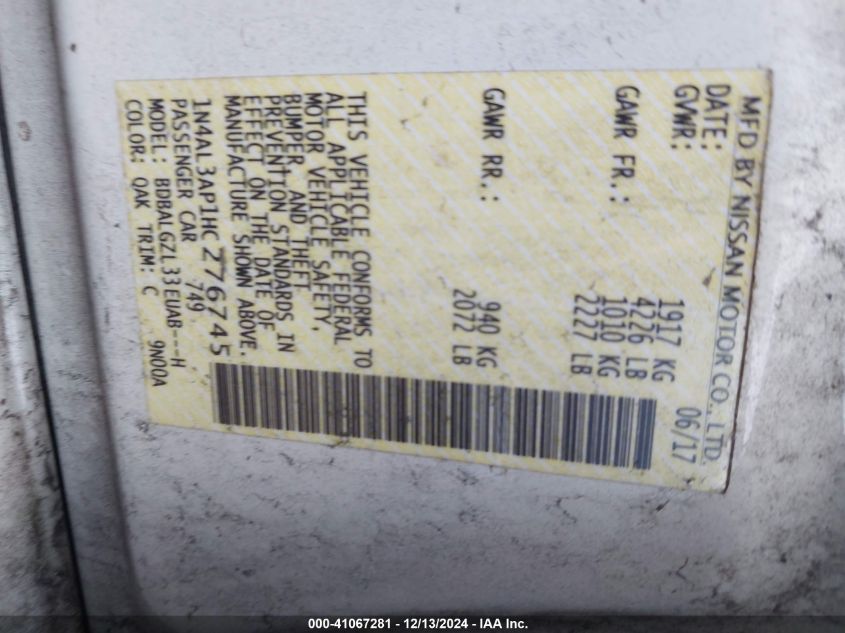 MFD BY NISSAN MOTOR CO., LTD.
DATE: 06/17
GVWR: 1917 KG
4226 LB
GAWR FR.: 1010 KG
2227 LB
GAWR RR.: 940 KG
2072 LB
THIS VEHICLE CONFORMS TO
ALL APPLICABLE FEDERAL
MOTOR VEHICLE SAFETY,
BUMPER, AND THEFT
PREVENTION STANDARDS IN
EFFECT ON THE DATE OF
MANUFACTURE SHOWN ABOVE.
1N4AL3AP1HC276745
PASSENGER CAR 749
MODEL: BDBALGZL33EUAB---H
COLOR: QAK TRIM: C 9N00A
000-41067281 - 12/13/2024 - IAA Inc.